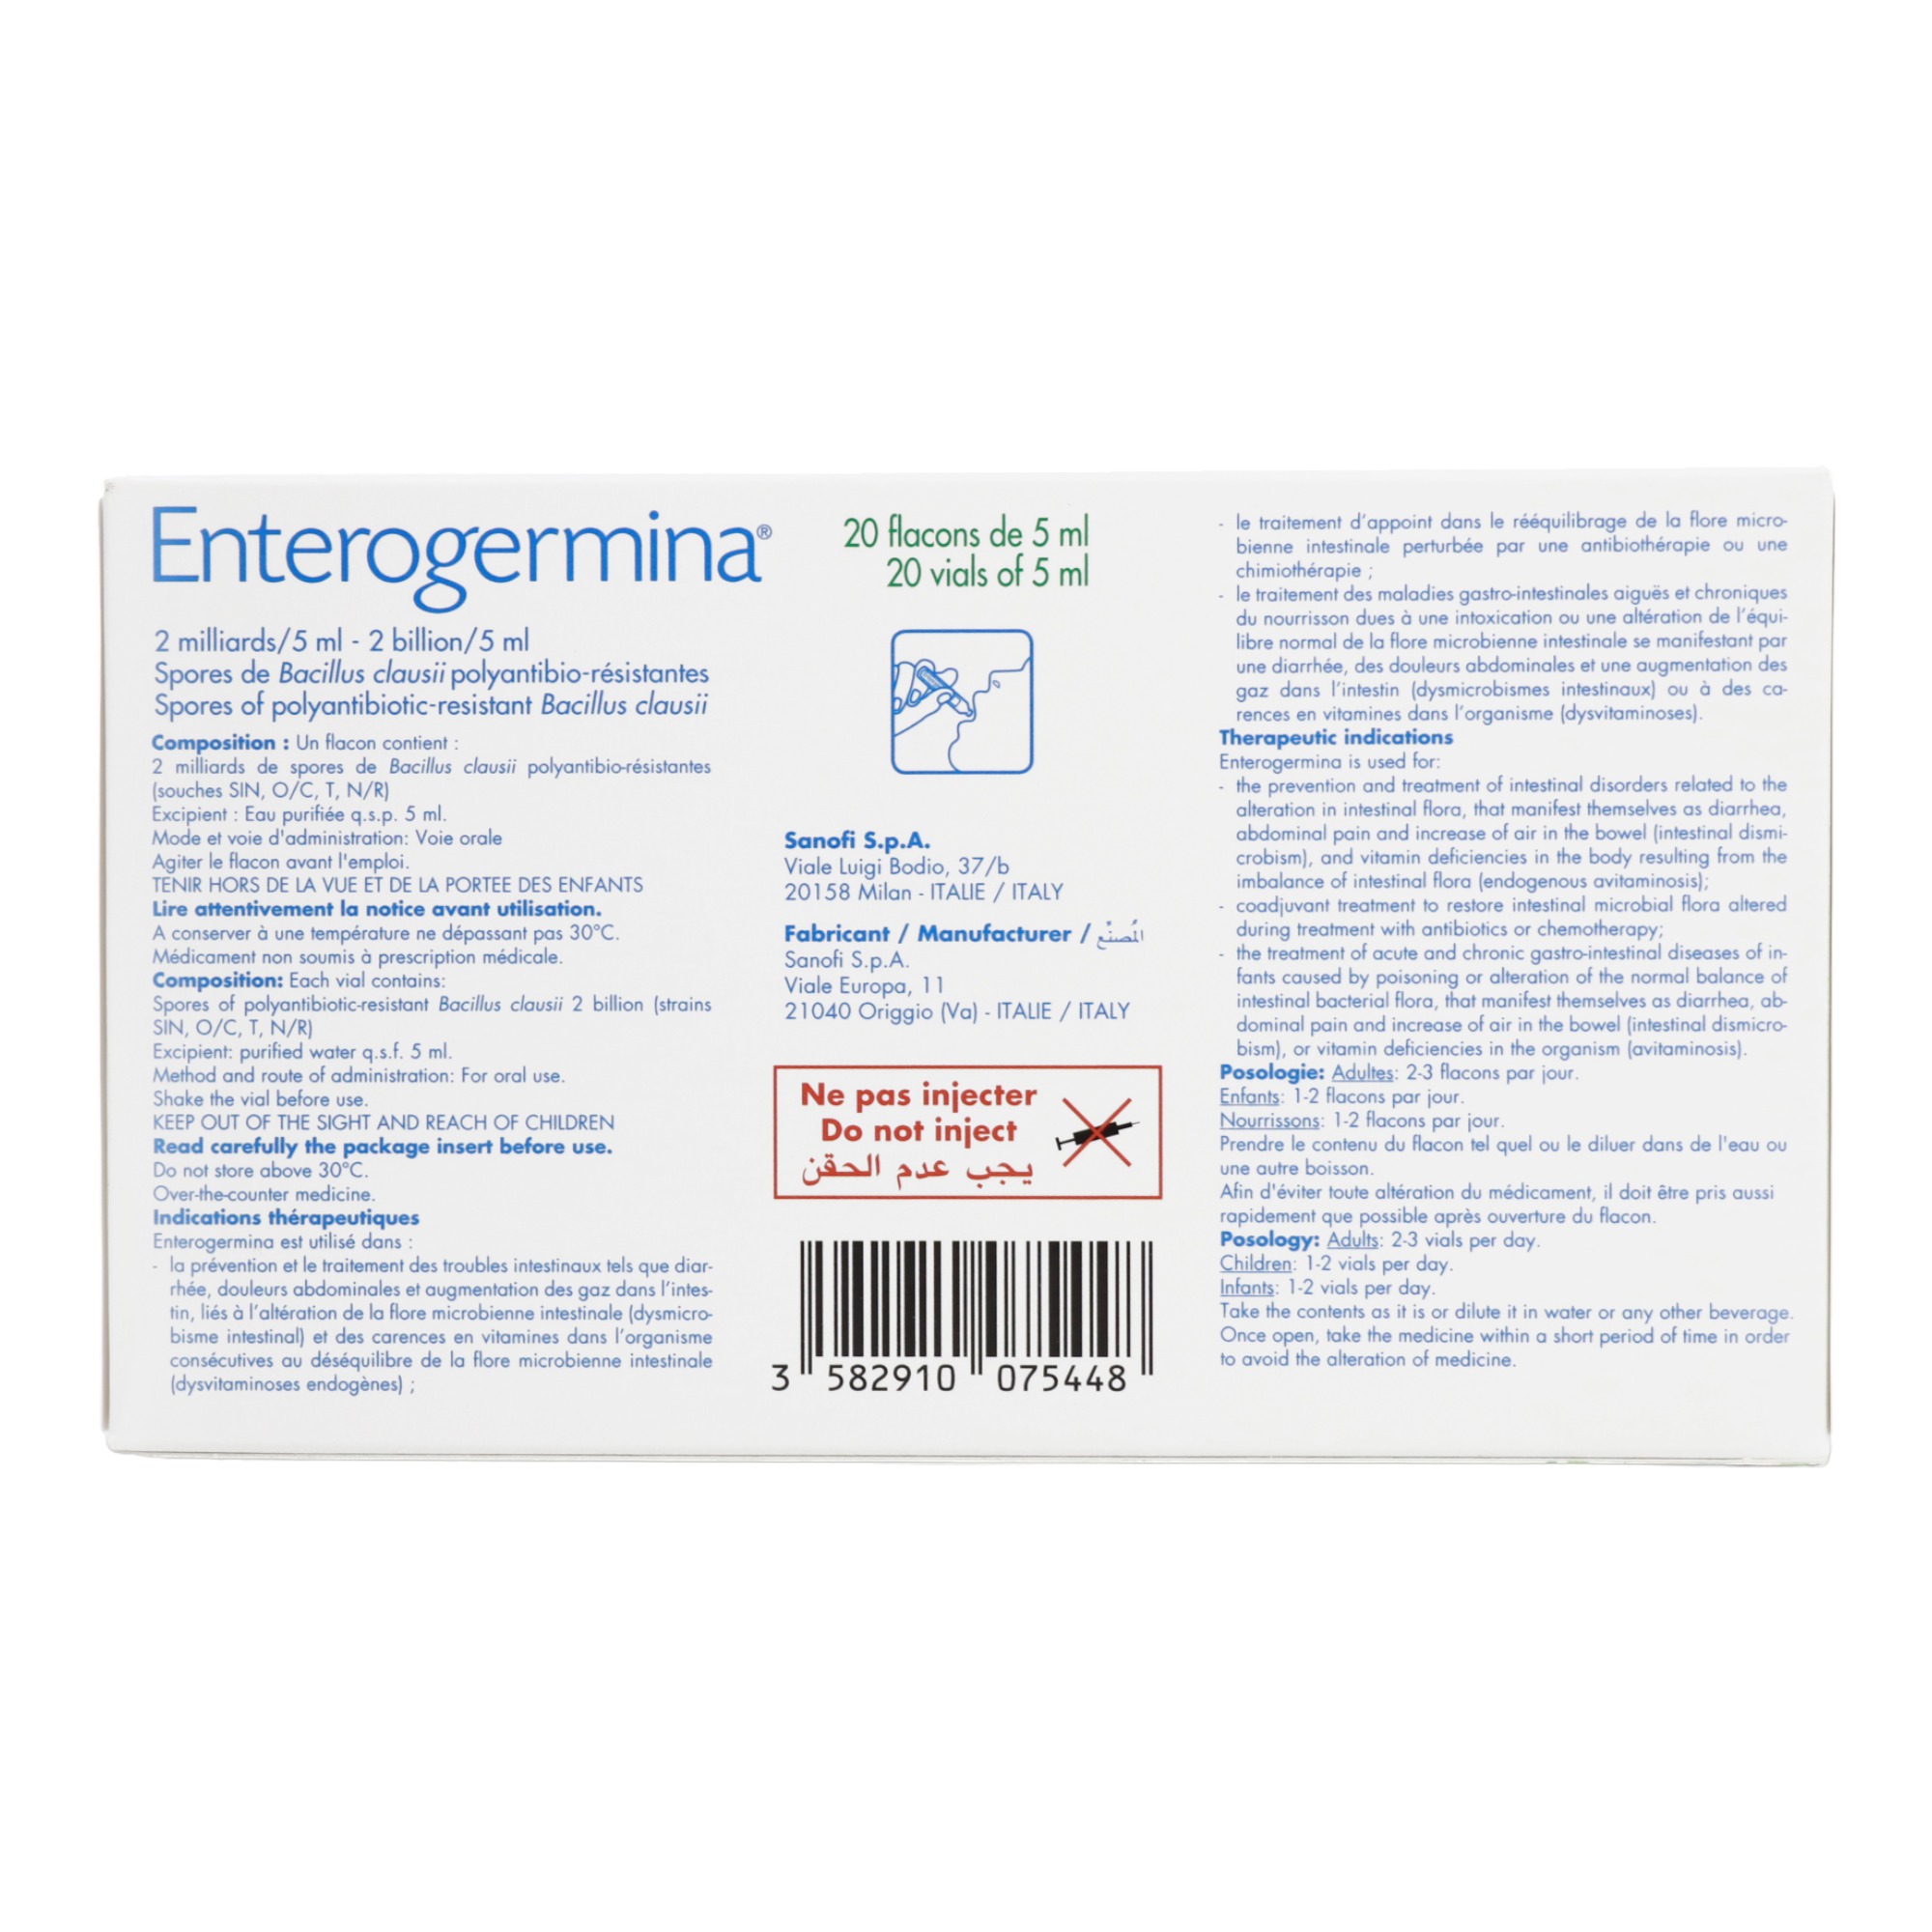 Enterogermina®
2 milliards/5 ml - 2 billion/5 ml
Spores de Bacillus clausii polyantibio-résistantes
Spores of polyantibiotic-resistant Bacillus clausii
Composition : Un flacon contient :
2 milliards de spores de Bacillus clausii polyantibio-résistantes
(souches SIN, O/C, T, N/R)
Excipient : Eau purifiée q.s.p. 5 ml.
Mode et voie d'administration: Voie orale
Agiter le flacon avant l'emploi.
TENIR HORS DE LA VUE ET DE LA PORTEE DES ENFANTS
Lire attentivement la notice avant utilisation.
A conserver à une température ne dépassant pas 30°C.
Médicament non soumis à prescription médicale.
Composition: Each vial contains:
Spores of polyantibiotic-resistant Bacillus clausii 2 billion (strains
SIN, O/C, T, N/R)
Excipient: purified water q.s.f. 5 ml.
Method and route of administration: For oral use.
Shake the vial before use.
KEEP OUT OF THE SIGHT AND REACH OF CHILDREN
Read carefully the package insert before use.
Do not store above 30°C.
Over-the-counter medicine.
Indications thérapeutiques
Enterogermina est utilisé dans :
- la prévention et le traitement des troubles intestinaux tels que diar-
rhée, douleurs abdominales et augmentation des gaz dans l'intes-
tin, liés à l'altération de la flore microbienne intestinale (dysmicro-
bisme intestinal) et des carences en vitamines dans l'organisme
consécutives au déséquilibre de la flore microbienne intestinale
(dysvitaminoses endogènes) ;
20 flacons de 5 ml
20 vials of 5 ml
Sanofi S.p.A.
Viale Luigi Bodio, 37/b
20158 Milan - ITALIE / ITALY
Fabricant / Manufacturer / المُصنّع
Sanofi S.p.A.
Viale Europa, 11
21040 Origgio (Va) - ITALIE / ITALY
Ne pas injecter
Do not inject
يجب عدم الحقن
3 582910 075448
- le traitement d'appoint dans le rééquilibrage de la flore micro-
bienne intestinale perturbée par une antibiothérapie ou une
chimiothérapie ;
- le traitement des maladies gastro-intestinales aiguës et chroniques
du nourrisson dues à une intoxication ou une altération de l'équi-
libre normal de la flore microbienne intestinale se manifestant par
une diarrhée, des douleurs abdominales et une augmentation des
gaz dans l'intestin (dysmicrobismes intestinaux) ou à des ca-
rences en vitamines dans l'organisme (dysvitaminoses).
Therapeutic indications
Enterogermina is used for:
- the prevention and treatment of intestinal disorders related to the
alteration in intestinal flora, that manifest themselves as diarrhea,
abdominal pain and increase of air in the bowel (intestinal dismi-
crobism), and vitamin deficiencies in the body resulting from the
imbalance of intestinal flora (endogenous avitaminosis);
- coadjuvant treatment to restore intestinal microbial flora altered
during treatment with antibiotics or chemotherapy;
- the treatment of acute and chronic gastro-intestinal diseases of in-
fants caused by poisoning or alteration of the normal balance of
intestinal bacterial flora, that manifest themselves as diarrhea, ab-
dominal pain and increase of air in the bowel (intestinal dismicro-
bism), or vitamin deficiencies in the organism (avitaminosis).
Posologie: Adultes: 2-3 flacons par jour.
Enfants: 1-2 flacons par jour.
Nourrissons: 1-2 flacons par jour.
Prendre le contenu du flacon tel quel ou le diluer dans de l'eau ou
une autre boisson.
Afin d'éviter toute altération du médicament, il doit être pris aussi
rapidement que possible après ouverture du flacon.
Posology: Adults: 2-3 vials per day.
Children: 1-2 vials per day.
Infants: 1-2 vials per day.
Take the contents as it is or dilute it in water or any other beverage.
Once open, take the medicine within a short period of time in order
to avoid the alteration of medicine.